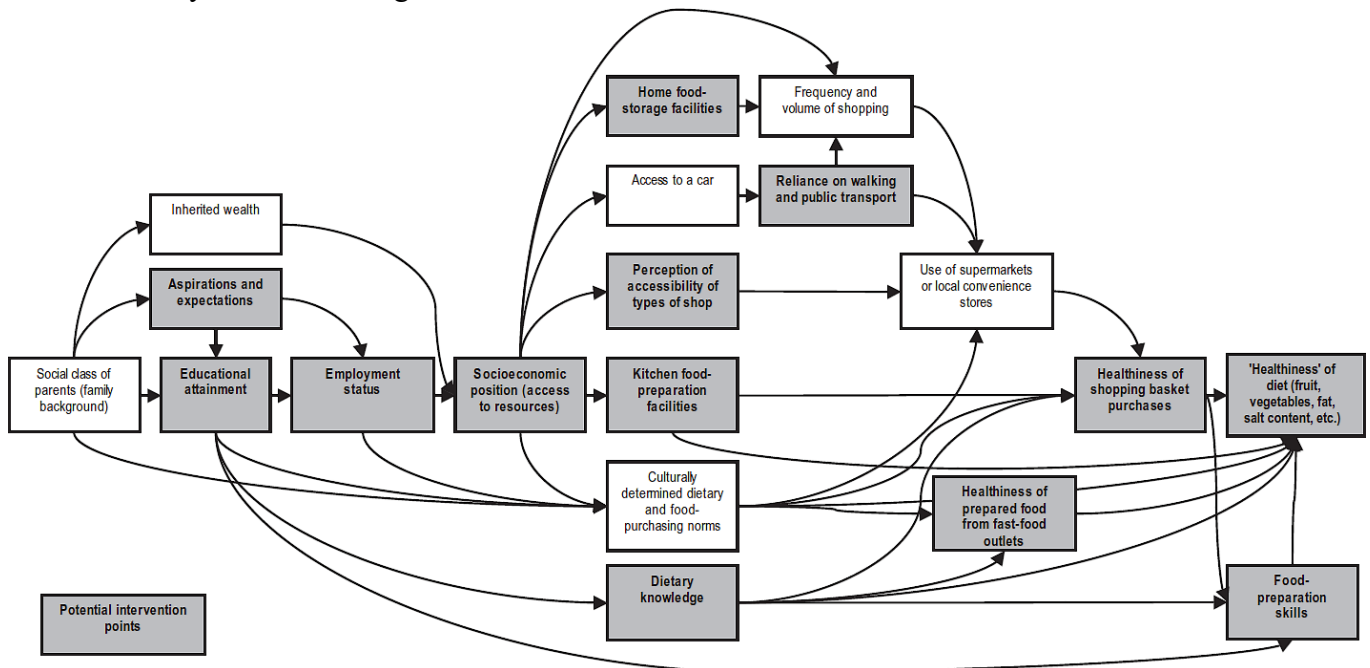 Frequency and
volume of shopping
Home food-
storage facilities
Access to a car
Reliance on walking
and public transport
Inherited wealth
Aspirations and
expectations
Perception of
accessibility of
types of shop
Use of supermarkets
or local convenience
stores
Social class of
parents (family
background)
Educational
attainment
Employment
status
Socioeconomic
position (access
to resources)
Kitchen food-
preparation
facilities
Healthiness of
shopping basket
purchases
'Healthiness' of
diet (fruit,
vegetables, fat,
salt content, etc.)
Culturally
determined dietary
and food-
purchasing norms
Healthiness of
prepared food
from fast-food
outlets
Dietary
knowledge
Food-
preparation
skills
Potential intervention
points